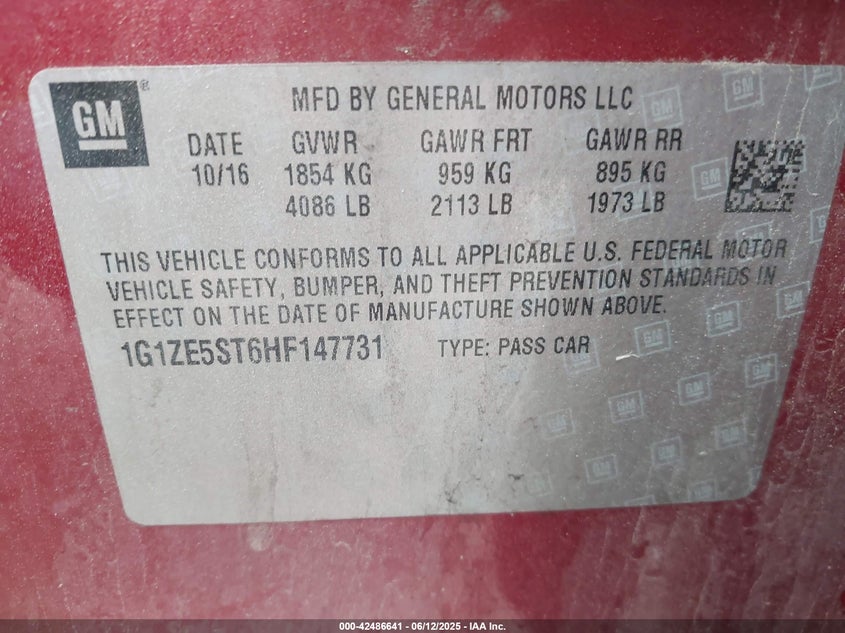 GM ®
MFD BY GENERAL MOTORS LLC
DATE GVWR GAWR FRT GAWR RR
10/16 1854 KG 959 KG 895 KG
4086 LB 2113 LB 1973 LB
THIS VEHICLE CONFORMS TO ALL APPLICABLE U.S. FEDERAL MOTOR
VEHICLE SAFETY, BUMPER, AND THEFT PREVENTION STANDARDS IN
EFFECT ON THE DATE OF MANUFACTURE SHOWN ABOVE.
1G1ZE5ST6HF147731 TYPE: PASS CAR
000-42486641 - 06/12/2025 - IAA Inc.